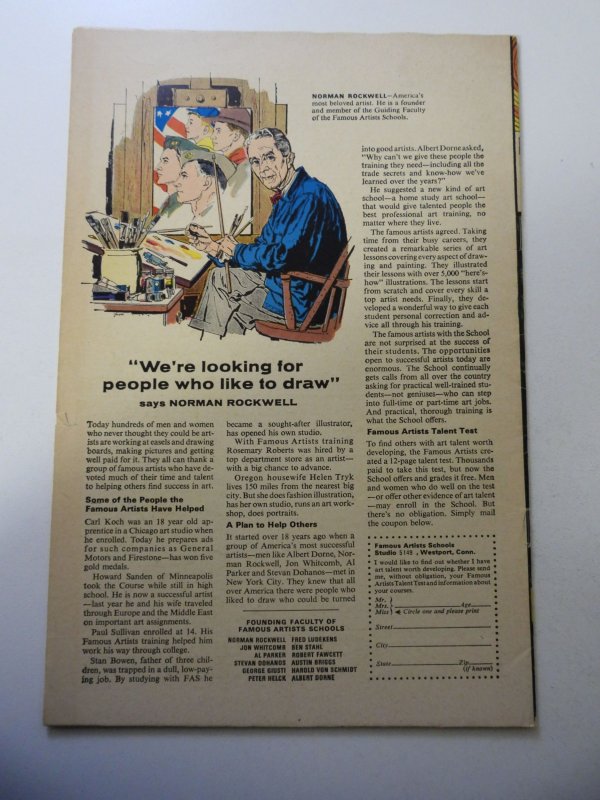 NORMAN ROCKWELL—America's
most beloved artist. He is a founder
and member of the Guiding Faculty
of the Famous Artists Schools.
"We're looking for
people who like to draw"
says NORMAN ROCKWELL
Today hundreds of men and women
who never thought they could be art-
ists are working at easels and drawing
boards, making pictures and getting
well paid for it. They all can thank a
group of famous artists who have de-
voted much of their time and talent
to helping others find success in art.
Some of the People the
Famous Artists Have Helped
Carl Koch was an 18 year old ap-
prentice in a Chicago art studio when
he enrolled. Today he prepares ads
for such companies as General
Motors and Firestone—has won five
gold medals.
Howard Sanden of Minneapolis
took the Course while still in high
school. He is now a successful artist
—last year he and his wife traveled
through Europe and the Middle East
on important art assignments.
Paul Sullivan enrolled at 14. His
Famous Artists training helped him
work his way through college.
Stan Bowen, father of three chil-
dren, was trapped in a dull, low-pay-
ing job. By studying with FAS he
became a sought-after illustrator,
has opened his own studio.
With Famous Artists training
Rosemary Roberts was hired by a
top department store as an artist—
with a big chance to advance.
Oregon housewife Helen Tryk
lives 150 miles from the nearest big
city. But she does fashion illustration,
has her own studio, runs an art work-
shop, does portraits.
A Plan to Help Others
It started over 18 years ago when a
group of America's most successful
artists—men like Albert Dorne, Nor-
man Rockwell, Jon Whitcomb, Al
Parker and Stevan Dohanos—met in
New York City. They knew that all
over America there were people who
liked to draw who could be turned
FOUNDING FACULTY OF
FAMOUS ARTISTS SCHOOLS
NORMAN ROCKWELL FRED LUDEKENS
JON WHITCOMB BEN STAHL
AL PARKER ROBERT FAWCETT
STEVAN DOHANOS AUSTIN BRIGGS
GEORGE GIUSTI HAROLD VON SCHMIDT
PETER HELCK ALBERT DORNE
into good artists. Albert Dorne asked,
"Why can't we give these people the
training they need—including all the
trade secrets and know-how we've
learned over the years?"
He suggested a new kind of art
school—a home study art school—
that would give talented people the
best professional art training, no
matter where they live.
The famous artists agreed. Taking
time from their busy careers, they
created a remarkable series of art
lessons covering every aspect of draw-
ing and painting. They illustrated
their lessons with over 5,000 "here's-
how" illustrations. The lessons start
from scratch and cover every skill a
top artist needs. Finally, they de-
veloped a wonderful way to give each
student personal correction and ad-
vice all through his training.
The famous artists with the School
are not surprised at the success of
their students. The opportunities
open to successful artists today are
enormous. The School continually
gets calls from all over the country
asking for practical well-trained stu-
dents—not geniuses—who can step
into full-time or part-time art jobs.
And practical, thorough training is
what the School offers.
Famous Artists Talent Test
To find others with art talent worth
developing, the Famous Artists cre-
ated a 12-page talent test. Thousands
paid to take this test, but now the
School offers and grades it free. Men
and women who do well on the test
—or offer other evidence of art talent
—may enroll in the School. But
there's no obligation. Simply mail
the coupon below.
Famous Artists Schools
Studio 5149, Westport, Conn.
I would like to find out whether I have
art talent worth developing. Please send
me, without obligation, your Famous
Artists Talent Test and information about
your courses.
Mr.
Mrs. Age
Miss Circle one and please print
Street
City
State Zip
(if known)